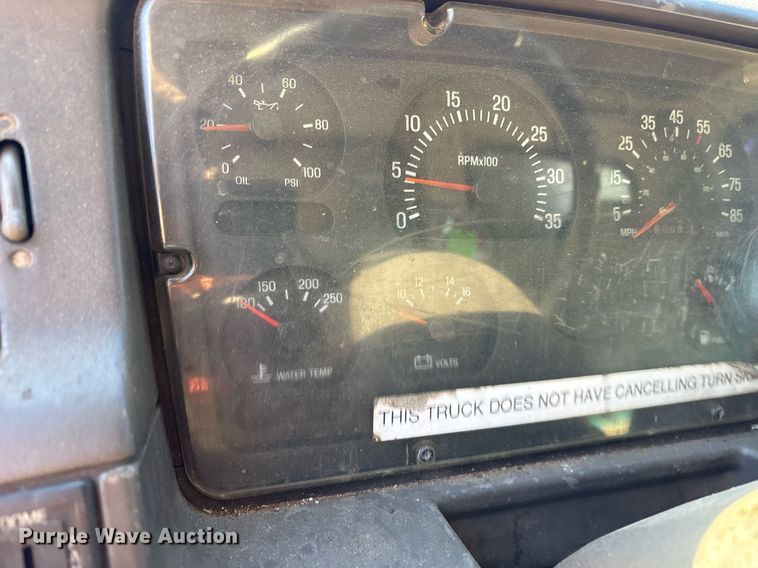 40 60
20 80
0 100
OIL PSI
15 20
10 25
5 30
0 35
RPMx100
45
35 55
25 65
15 75
5 85
MPH
150 200
100 250
WATER TEMP
12 14
10 16
VOLTS
THIS TRUCK DOES NOT HAVE CANCELLING TURN
DOME
Purple Wave Auction